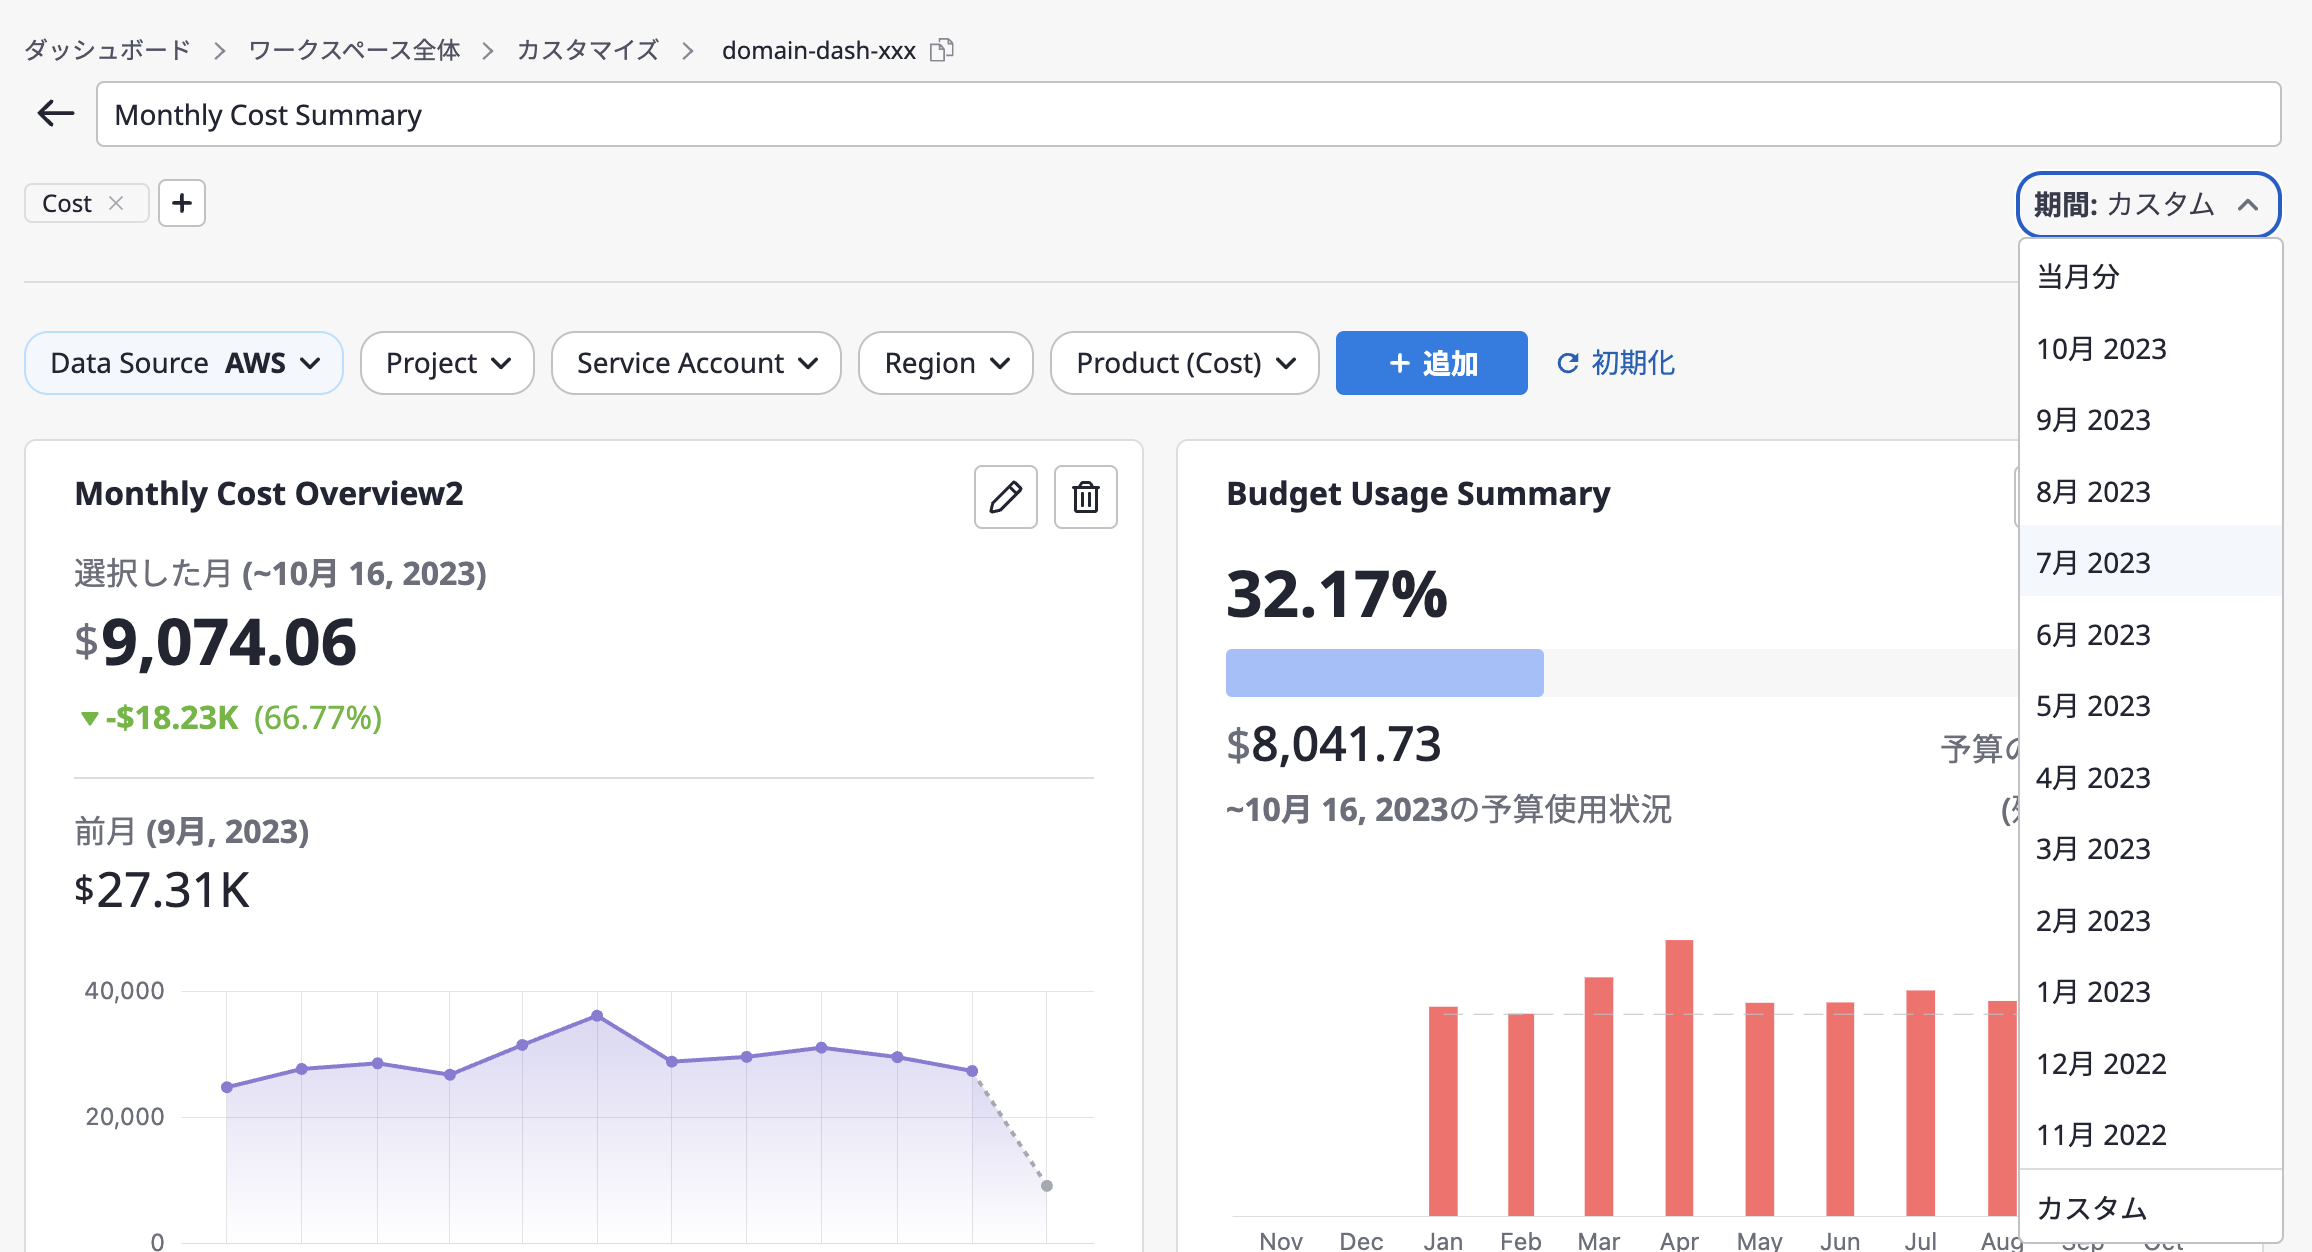 ダッシュボード > ワークスペース全体 > カスタマイズ > domain-dash-xxx
Monthly Cost Summary
Cost
期間: カスタム
当月分
10月 2023
9月 2023
8月 2023
7月 2023
6月 2023
5月 2023
4月 2023
3月 2023
2月 2023
1月 2023
12月 2022
11月 2022
カスタム
Data Source AWS
Project
Service Account
Region
Product (Cost)
+ 追加
初期化
Monthly Cost Overview2
選択した月 (~10月 16, 2023)
$9,074.06
-$18.23K (66.77%)
前月 (9月, 2023)
$27.31K
40,000
20,000
0
Budget Usage Summary
32.17%
$8,041.73
予算の
~10月 16, 2023の予算使用状況
Nov Dec Jan Feb Mar Apr May Jun Jul Aug Sep Oct